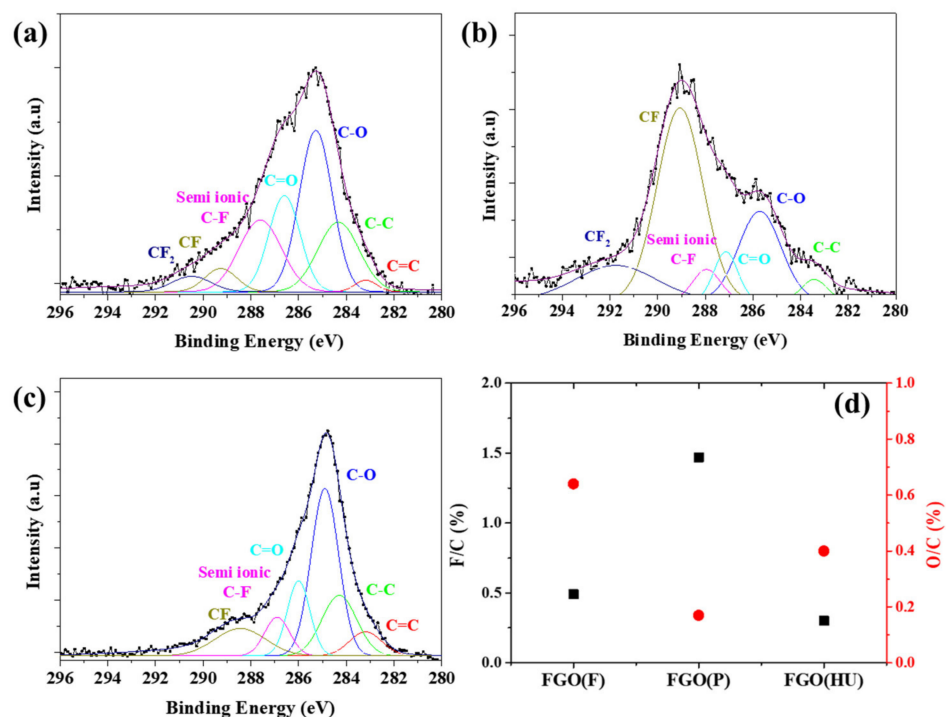 (a)
Intensity (a.u)
CF2
CF
Semi ionic
C-F
C=O
C-O
C-C
C=C
296 294 292 290 288 286 284 282 280
Binding Energy (eV)
(b)
Intensity (a.u)
CF2
CF
Semi ionic
C-F
C=O
C-O
C-C
296 294 292 290 288 286 284 282 280
Binding Energy (eV)
(c)
Intensity (a.u)
CF
Semi ionic
C-F
C=O
C-O
C-C
C=C
296 294 292 290 288 286 284 282 280
Binding Energy (eV)
(d)
F/C (%)
2.0
1.5
1.0
0.5
0.0
O/C (%)
1.0
0.8
0.6
0.4
0.2
0.0
FGO(F) FGO(P) FGO(HU)